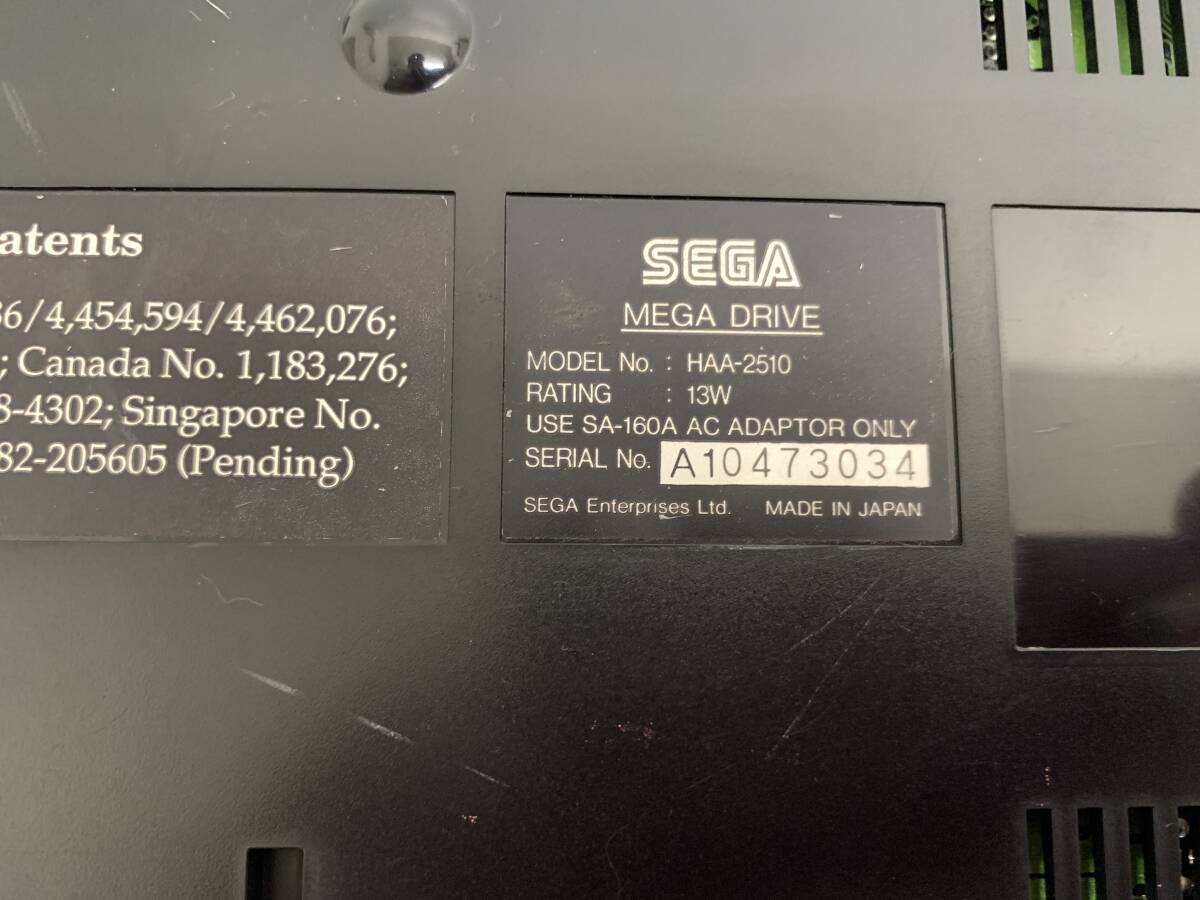 atents
36/4,454,594/4,462,076;
; Canada No. 1,183,276;
8-4302; Singapore No.
82-205605 (Pending)
SEGA
MEGA DRIVE
MODEL No. : HAA-2510
RATING : 13W
USE SA-160A AC ADAPTOR ONLY
SERIAL No. A10473034
SEGA Enterprises Ltd. MADE IN JAPAN